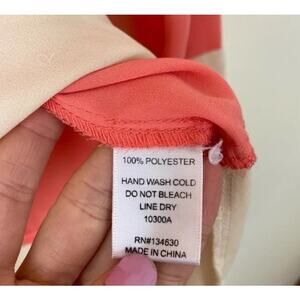 100% POLYESTER
HAND WASH COLD
DO NOT BLEACH
LINE DRY
10300A
RN#134630
MADE IN CHINA